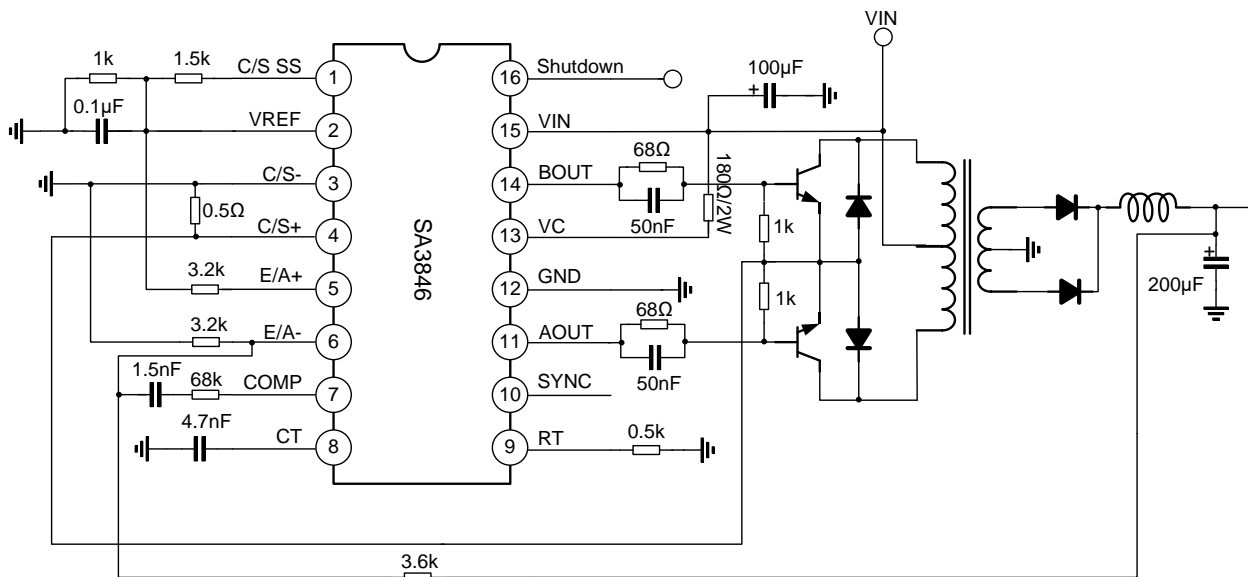 VIN
1k
1.5k
C/S SS
1
16
Shutdown
100µF
+
0.1µF
VREF
2
15
VIN
68Ω
180Ω/2W
C/S-
3
14
BOUT
50nF
0.5Ω
C/S+
4
13
VC
1k
SA3846
3.2k
E/A+
5
12
GND
+
200µF
1k
68Ω
3.2k
E/A-
6
11
AOUT
50nF
1.5nF
68k
COMP
7
10
SYNC
4.7nF
CT
8
9
RT
0.5k
3.6k